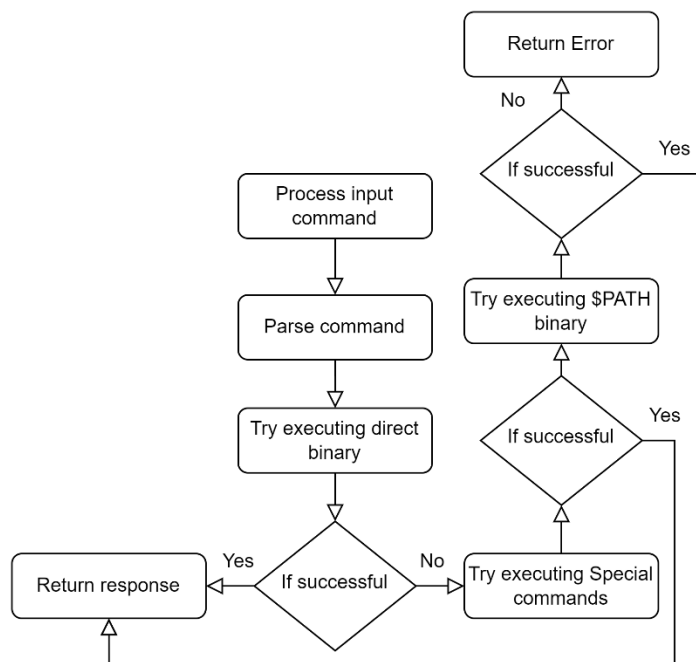 Return Error
No
If successful
Yes
Process input
command
Try executing $PATH
binary
Parse command
Yes
If successful
Try executing direct
binary
Yes
No
Return response
If successful
Try executing Special
commands